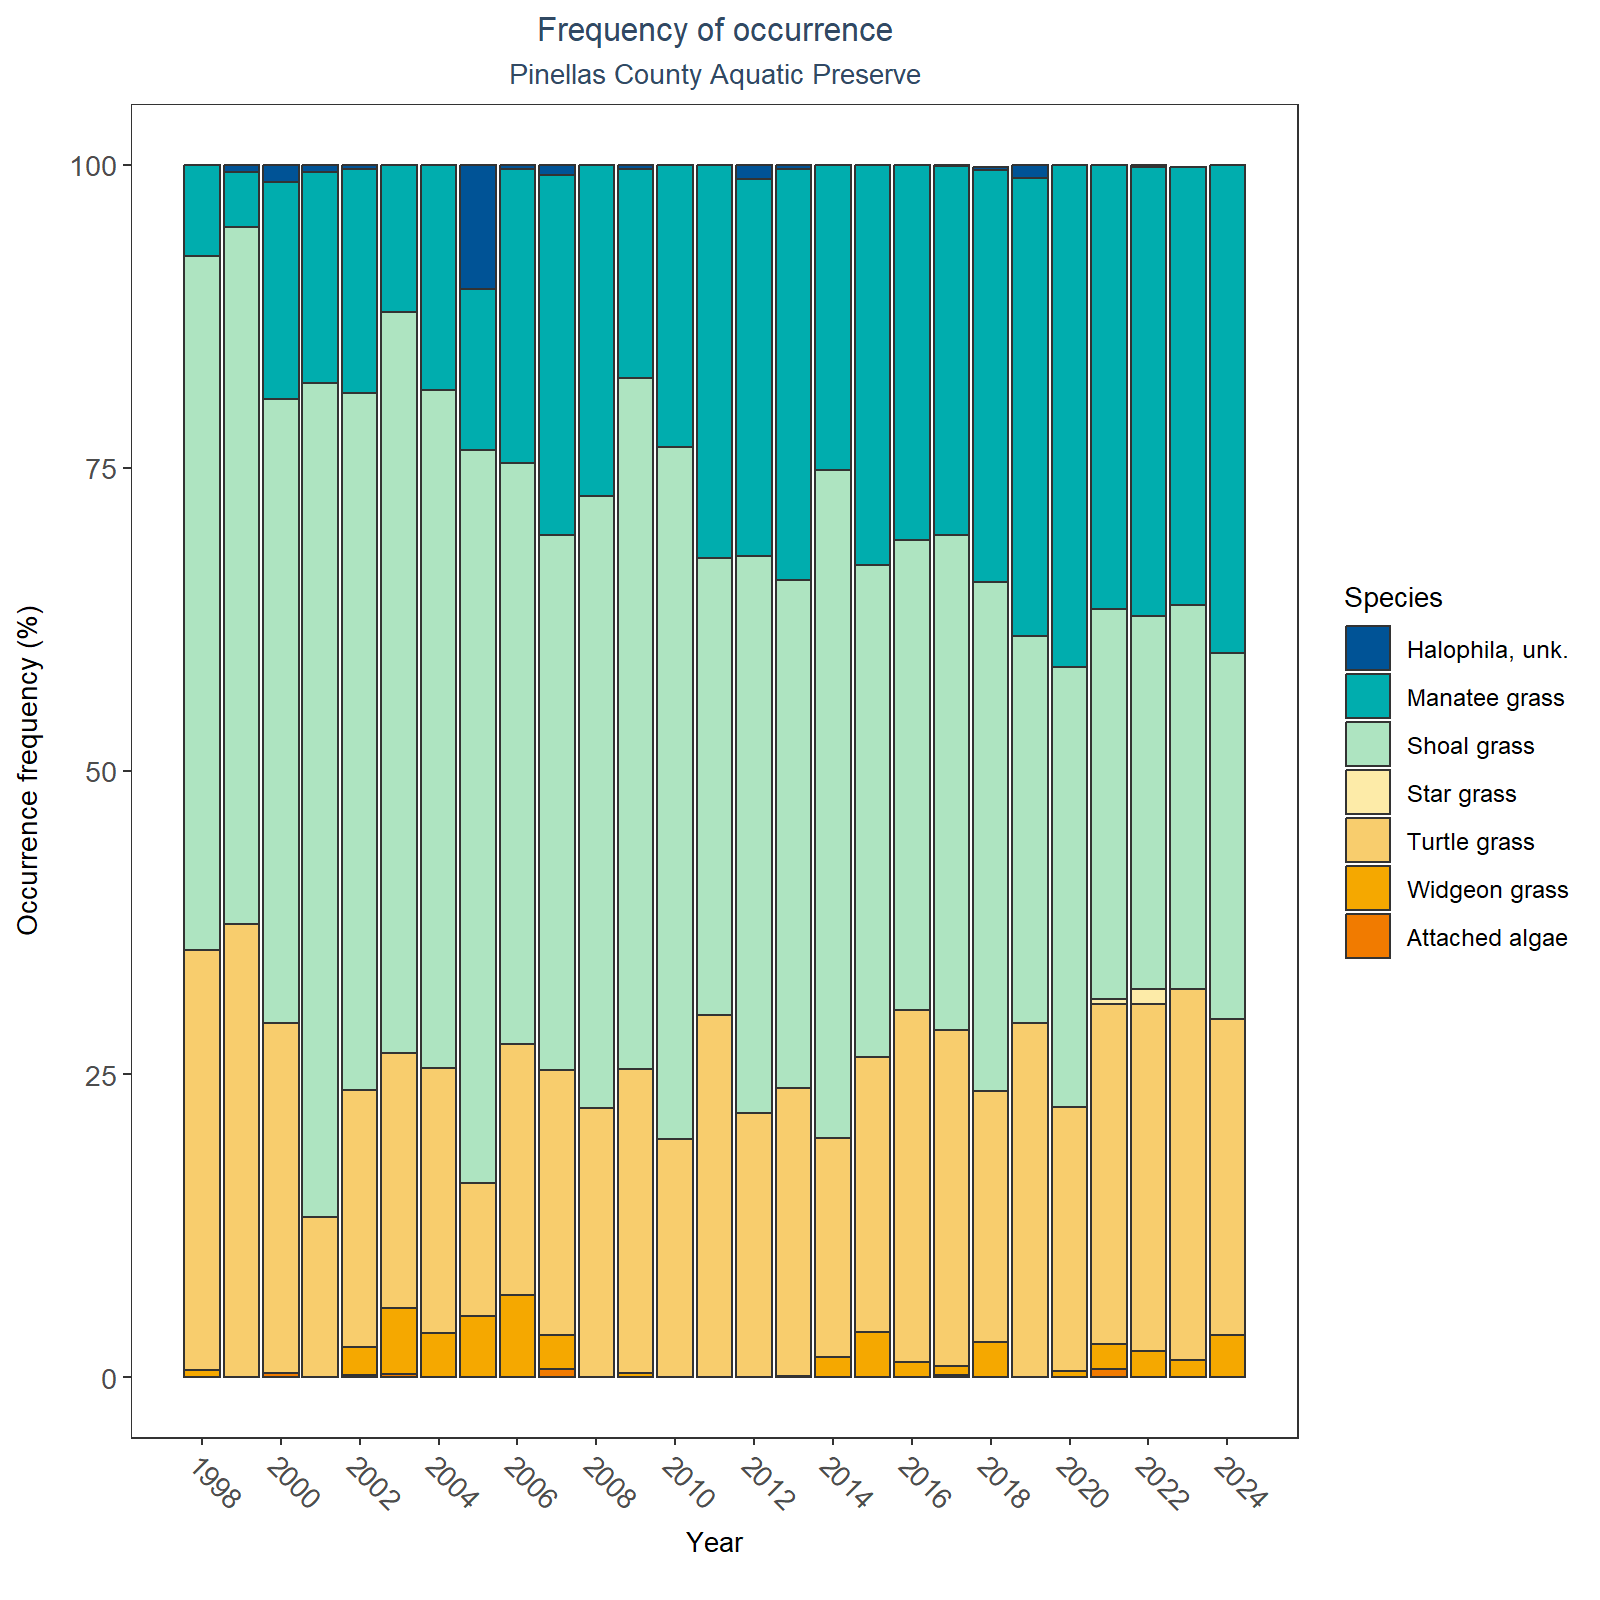 Frequency of occurrence
Pinellas County Aquatic Preserve
Occurrence frequency (%)
100
75
50
25
0
1998
2000
2002
2004
2006
2008
2010
2012
2014
2016
2018
2020
2022
2024
Year
Species
Halophila, unk.
Manatee grass
Shoal grass
Star grass
Turtle grass
Widgeon grass
Attached algae